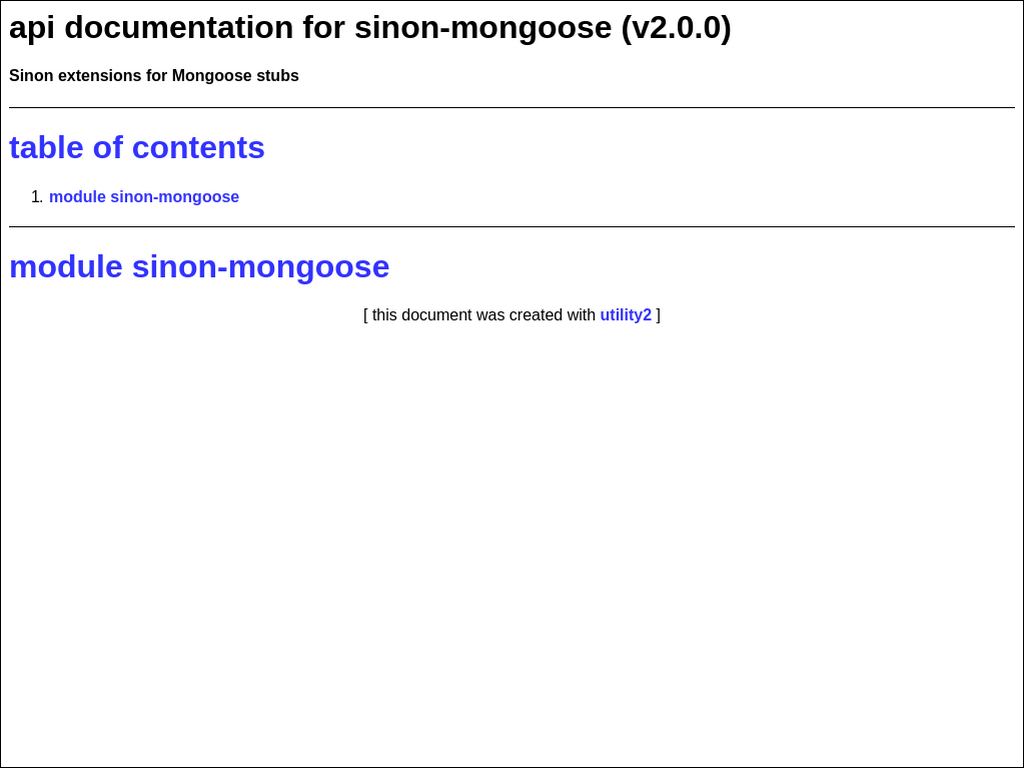 api documentation for sinon-mongoose (v2.0.0)
Sinon extensions for Mongoose stubs
table of contents
1. module sinon-mongoose
module sinon-mongoose
[ this document was created with utility2 ]